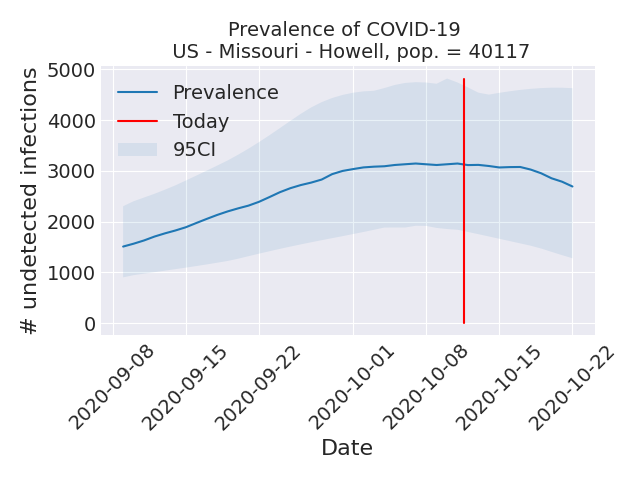 Prevalence of COVID-19
US - Missouri - Howell, pop. = 40117
# undetected infections
5000
4000
3000
2000
1000
0
Prevalence
Today
95CI
2020-09-08
2020-09-15
2020-09-22
2020-10-01
2020-10-08
2020-10-15
2020-10-22
Date